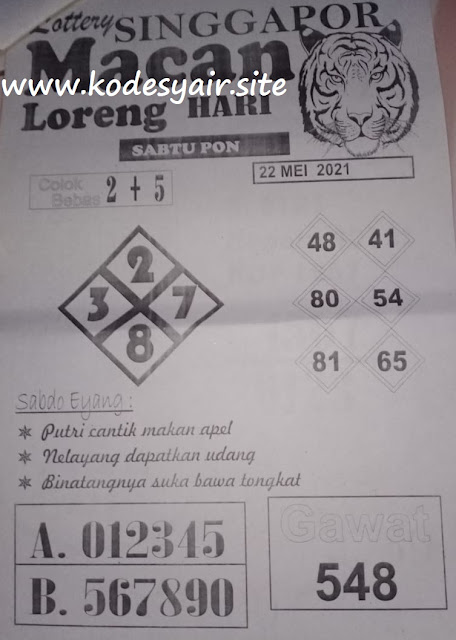 Lottery SINGGAPOR
Macan
www.kodesyair.site
Loreng HARI
SABTU PON
22 MEI 2021
Colok
Bebas 2 + 5
2
3 7
8
48 41
80 54
81 65
Sabdo Eyang :
✳ Putri cantik makan apel
✳ Nelayang dapatkan udang
✳ Binatangnya suka bawa tongkat
A. 012345
B. 567890
Gawat
548